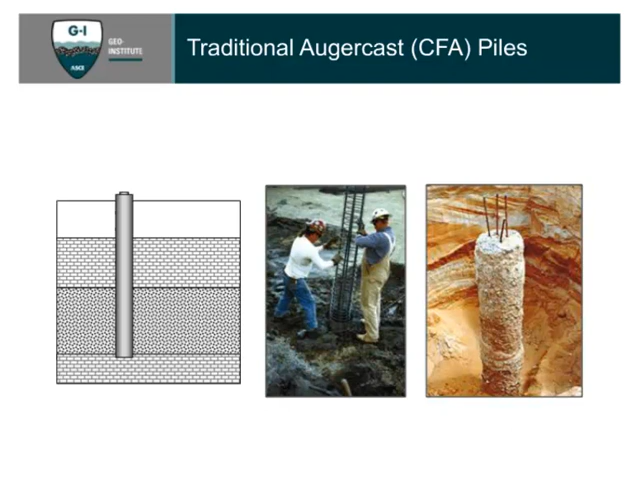 G-I
GEO-
INSTITUTE
ASCE
Traditional Augercast (CFA) Piles